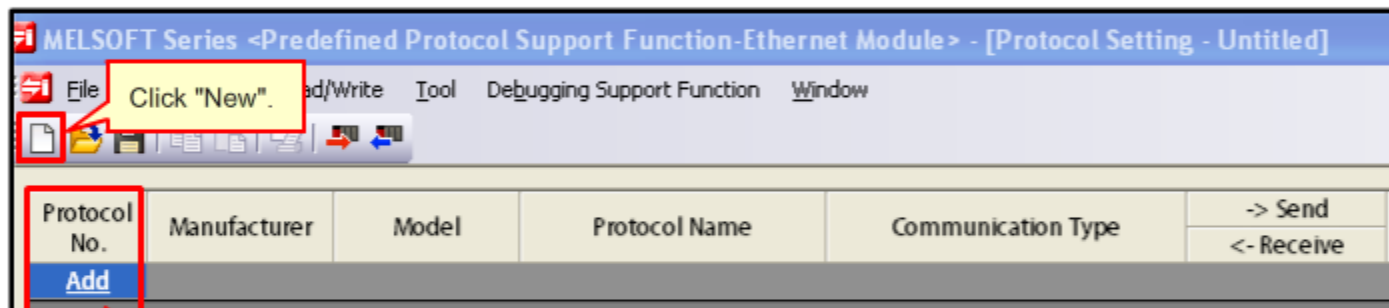 MELSOFT Series <Predefined Protocol Support Function-Ethernet Module> - [Protocol Setting - Untitled]
File ad/Write Tool Debugging Support Function Window
Click "New".
Protocol No. Manufacturer Model Protocol Name Communication Type -> Send
<- Receive
Add